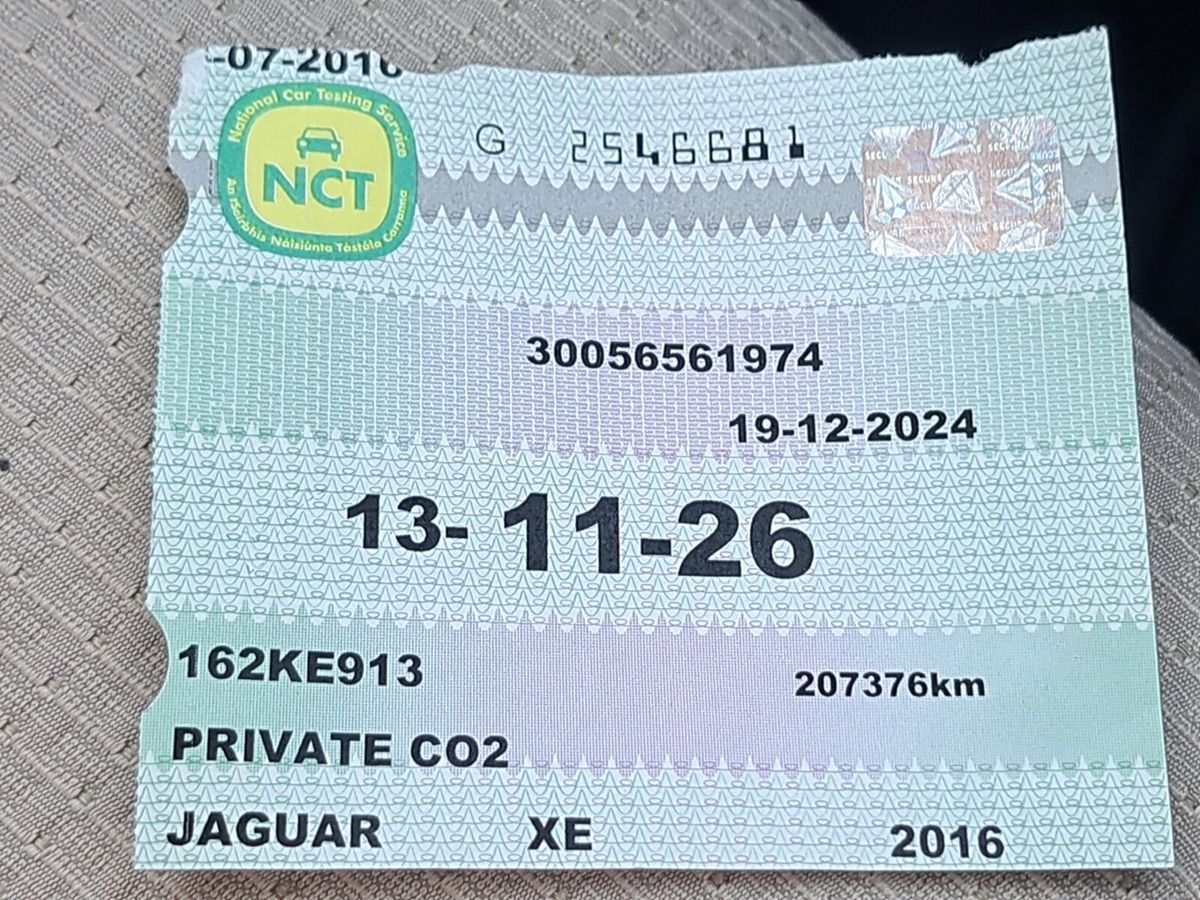 -07-2016
National Car Testing Service
NCT
An tSeirbhís Náisiúnta Tástála Carranna
G 2546681
SECURE
30056561974
19-12-2024
13-11-26
162KE913
207376km
PRIVATE CO2
JAGUAR XE 2016